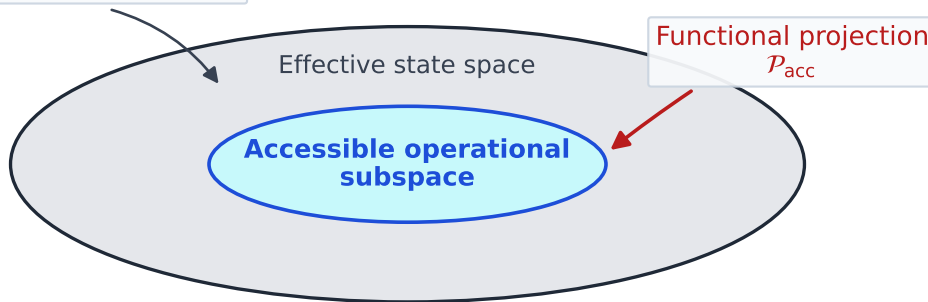 Functional projection
𝒫acc
Effective state space
Accessible operational
subspace